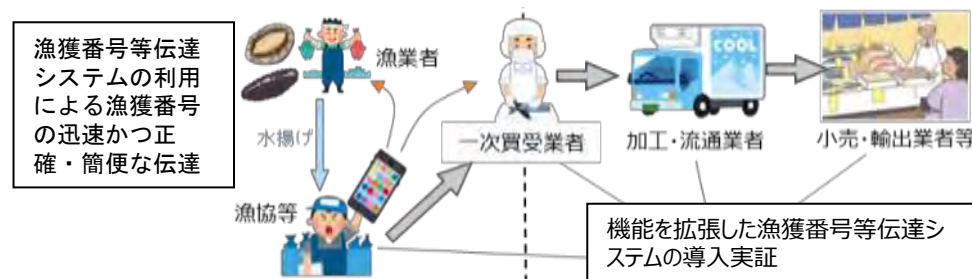 漁獲番号等伝達
システムの利用
による漁獲番号
の迅速かつ正
確・簡便な伝達
漁業者
水揚げ
漁協等
一次買受業者
COOL
加工・流通業者
小売・輸出業者等
機能を拡張した漁獲番号等伝達シ
ステムの導入実証